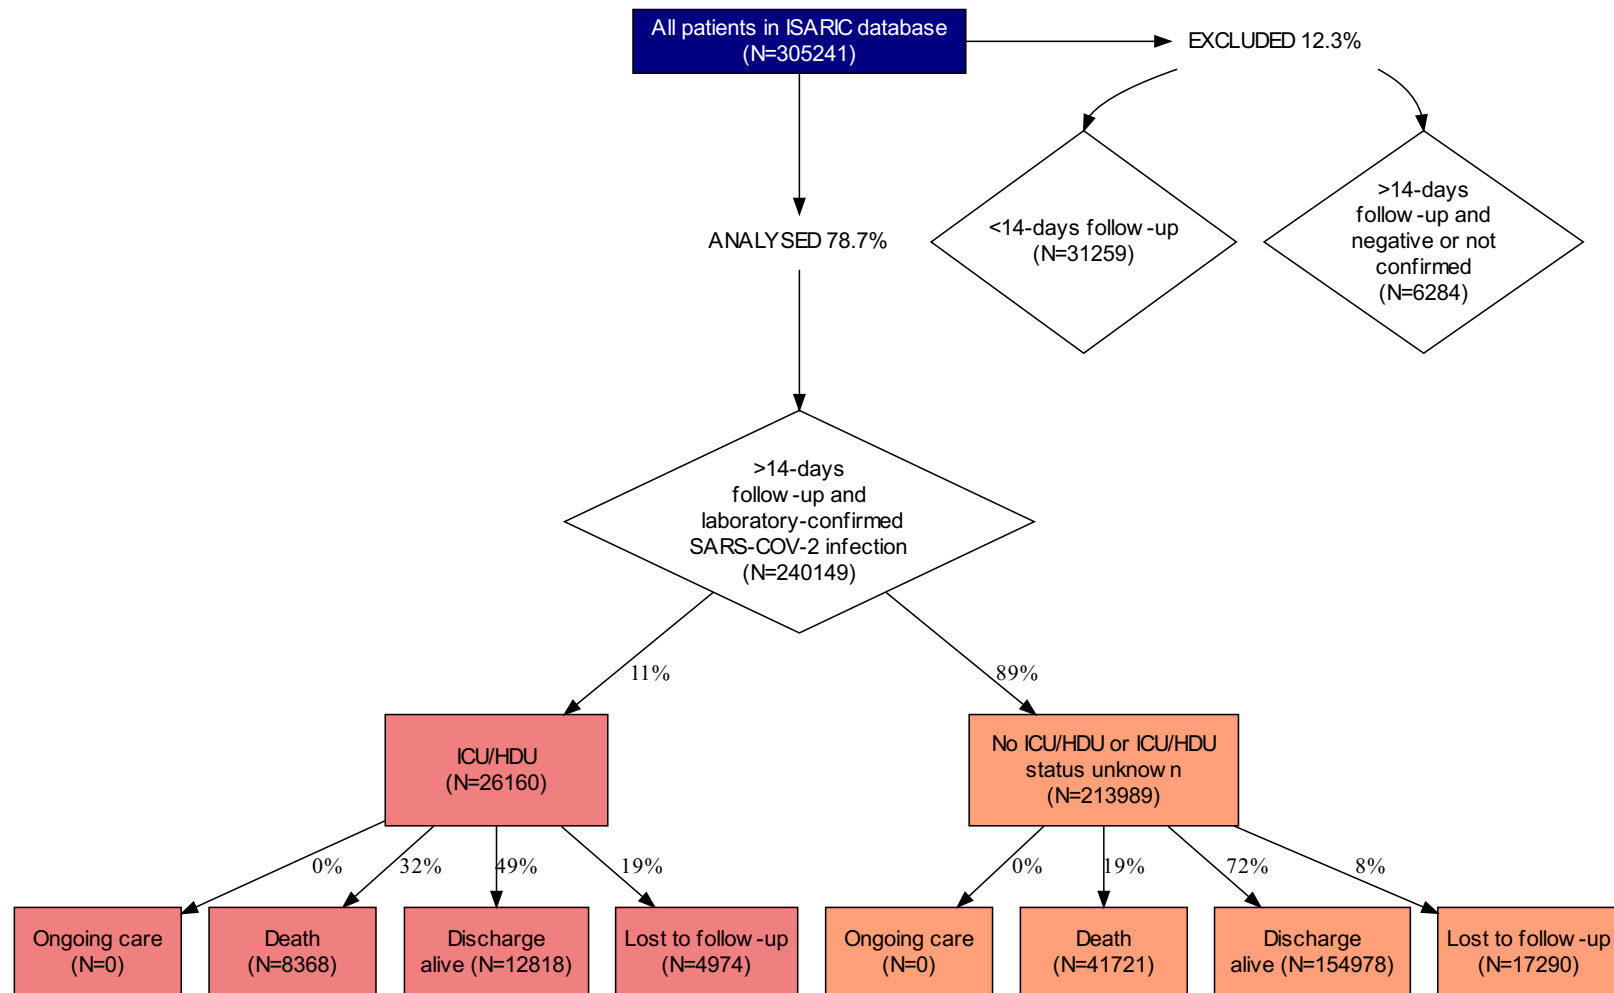 All patients in ISARIC database
(N=305241)
EXCLUDED 12.3%
<14-days follow-up
(N=31259)
>14-days
follow-up and
negative or not
confirmed
(N=6284)
ANALYSED 78.7%
>14-days
follow-up and
laboratory-confirmed
SARS-COV-2 infection
(N=240149)
11%
89%
ICU/HDU
(N=26160)
No ICU/HDU or ICU/HDU
status unknown
(N=213989)
0%
32%
49%
19%
0%
19%
72%
8%
Ongoing care
(N=0)
Death
(N=8368)
Discharge
alive (N=12818)
Lost to follow-up
(N=4974)
Ongoing care
(N=0)
Death
(N=41721)
Discharge
alive (N=154978)
Lost to follow-up
(N=17290)